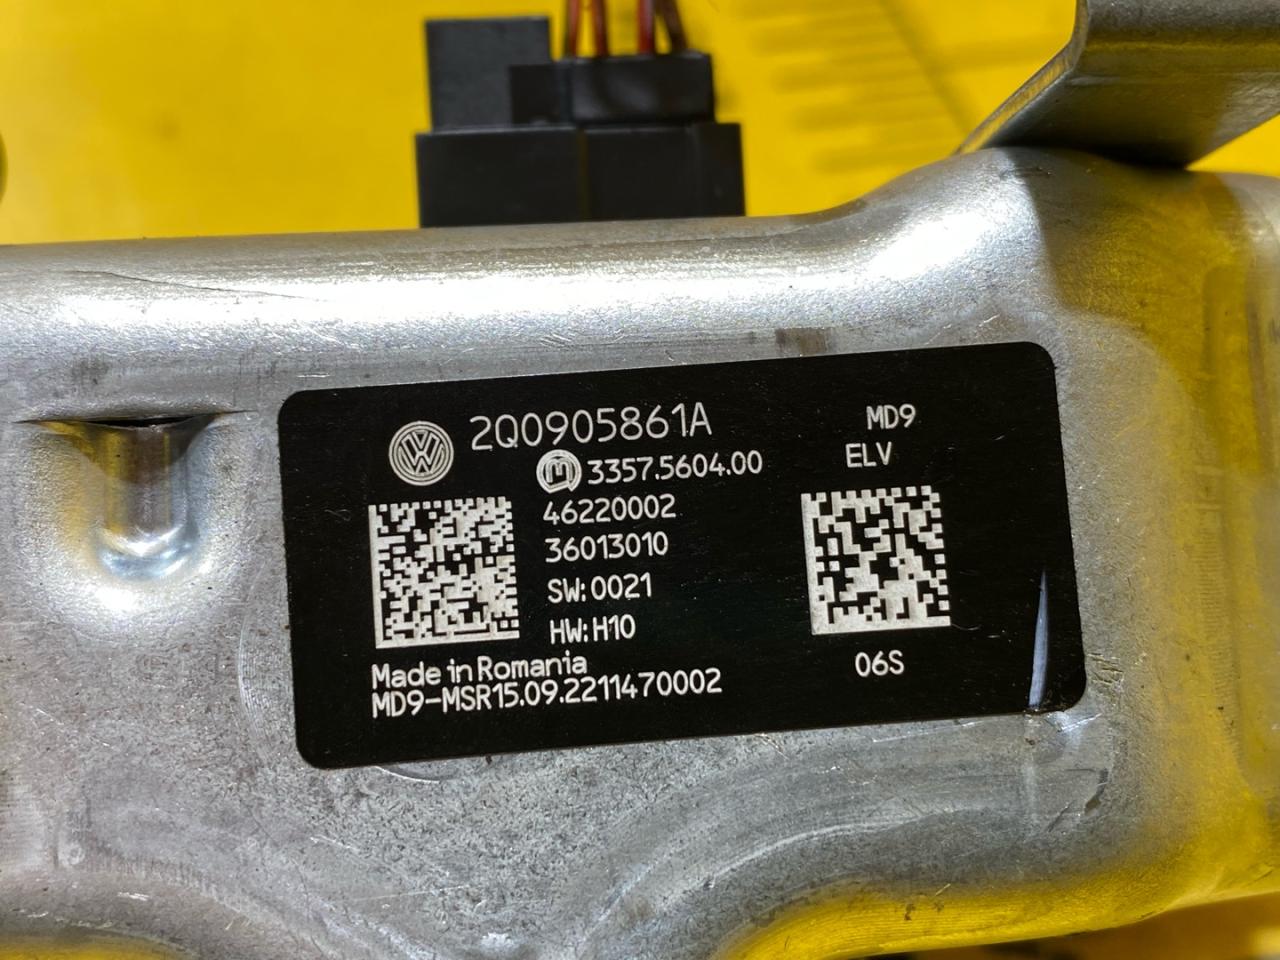 2Q0905861A
MD9
3357.5604.00
ELV
46220002
36013010
SW:0021
HW:H10
Made in Romania
06S
MD9-MSR15.09.2211470002